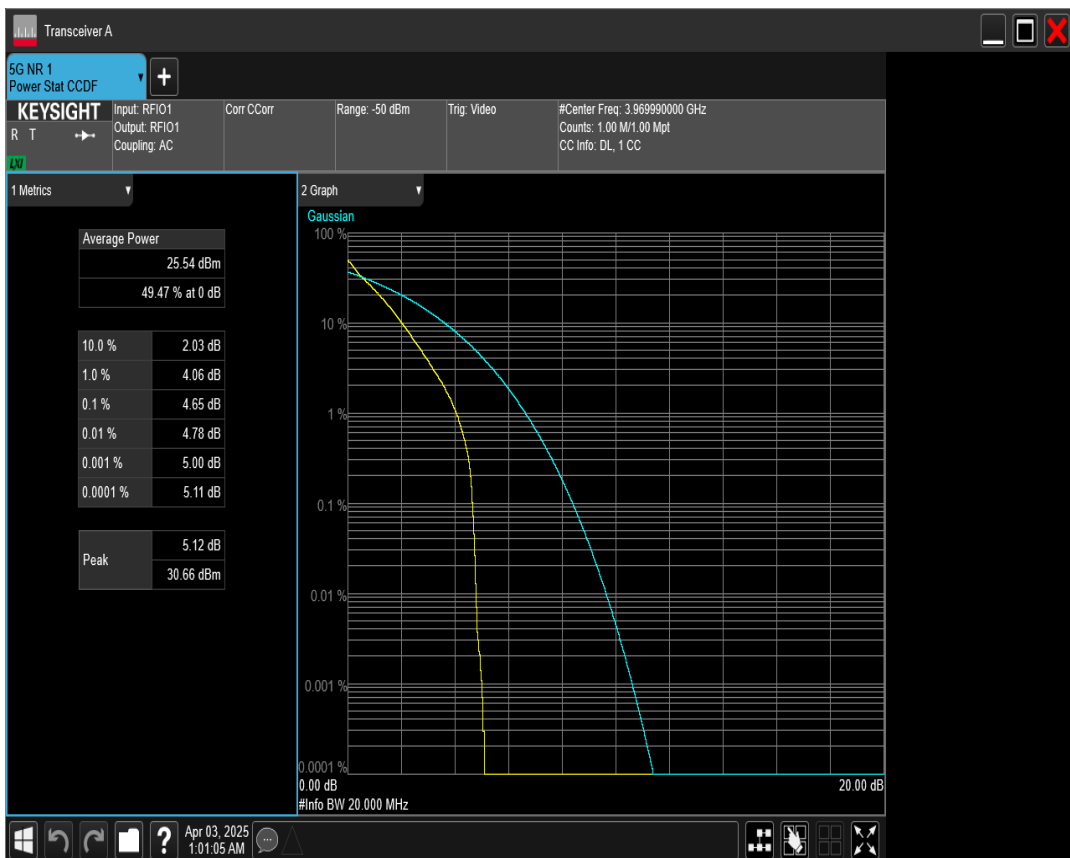 Transceiver A
5G NR 1
Power Stat CCDF
KEYSIGHT
R T
LXI
Input: RFIO1
Output: RFIO1
Coupling: AC
Corr CCorr
Range: -50 dBm
Trig: Video
#Center Freq: 3.969990000 GHz
Counts: 1.00 M/1.00 Mpt
CC Info: DL, 1 CC
1 Metrics
Average Power
25.54 dBm
49.47 % at 0 dB
10.0 % 2.03 dB
1.0 % 4.06 dB
0.1 % 4.65 dB
0.01 % 4.78 dB
0.001 % 5.00 dB
0.0001 % 5.11 dB
Peak
5.12 dB
30.66 dBm
2 Graph
Gaussian
100 %
10 %
1 %
0.1 %
0.01 %
0.001 %
0.0001 %
0.00 dB 20.00 dB
#Info BW 20.000 MHz
?
Apr 03, 2025
1:01:05 AM